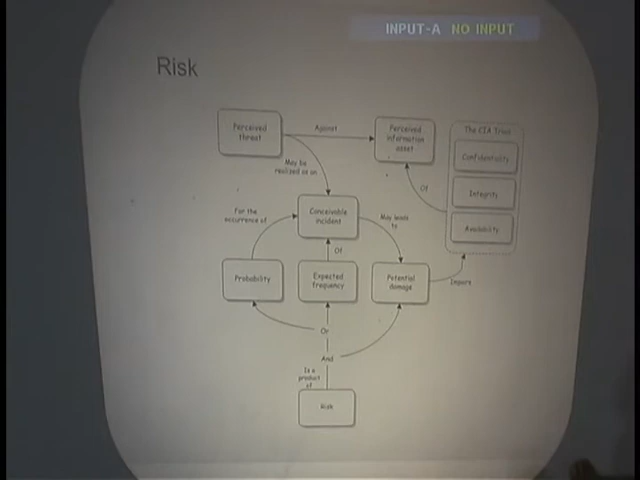 INPUT-A NO INPUT
Risk
Perceived
threat
Against
Perceived
information
asset
The CIA Triad
Confidentiality
Integrity
Availability
May be
realized as an
Of
For the
occurrence of
Conceivable
incident
May leads
to
Of
Probability
Expected
frequency
Potential
damage
Impare
Or
And
Is a
product
of
Risk